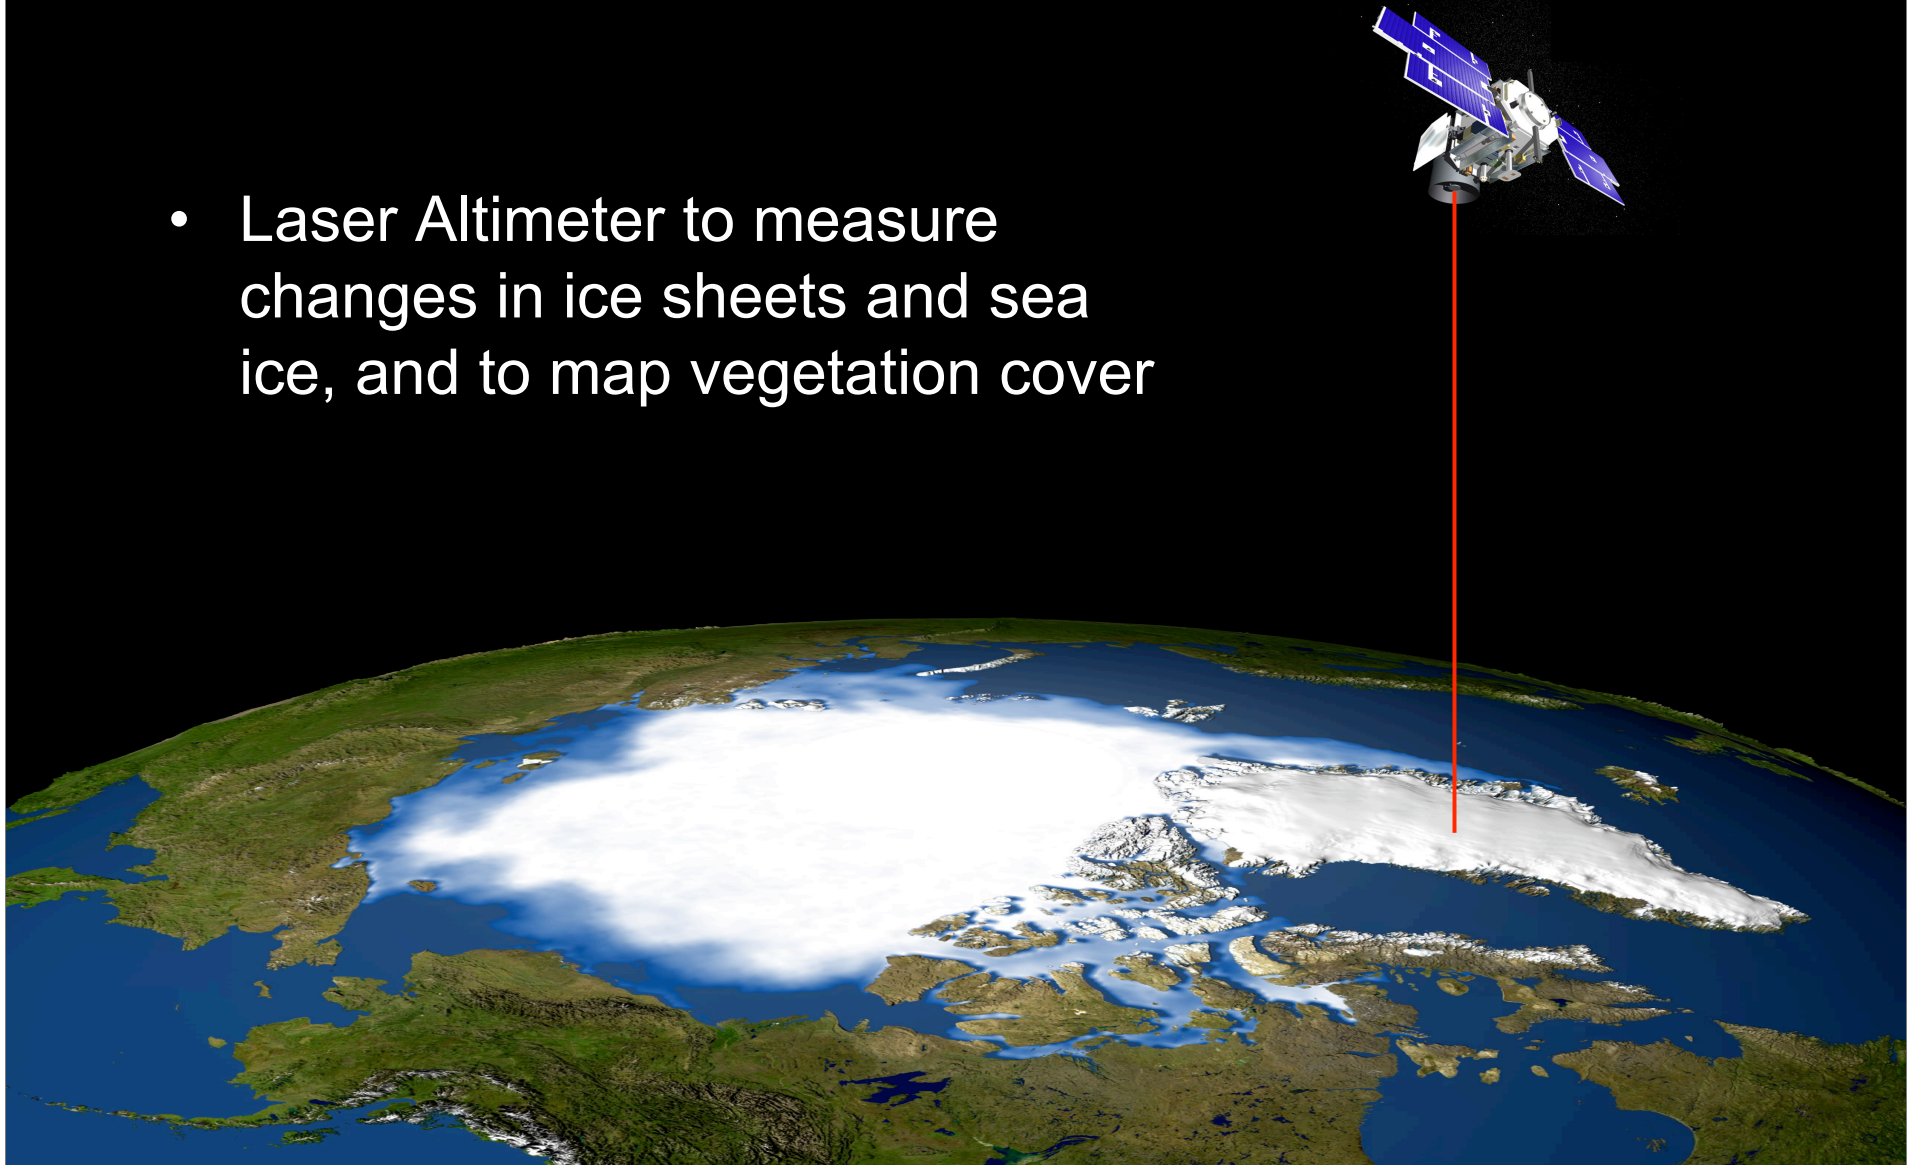 • Laser Altimeter to measure
changes in ice sheets and sea
ice, and to map vegetation cover